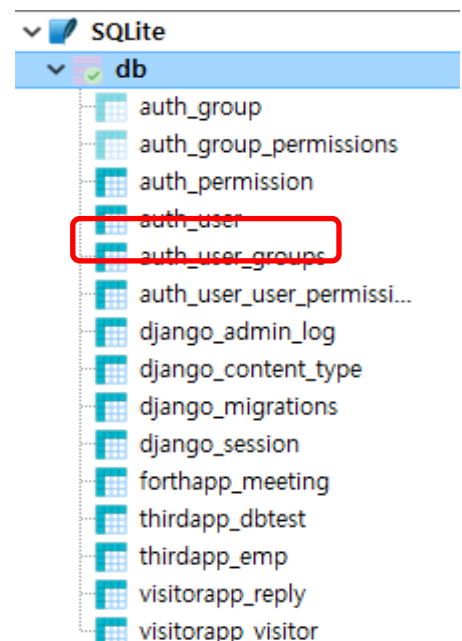 SQLite
db
auth_group
auth_group_permissions
auth_permission
auth_user
auth_user_groups
auth_user_user_permissi...
django_admin_log
django_content_type
django_migrations
django_session
forthapp_meeting
thirdapp_dbtest
thirdapp_emp
visitorapp_reply
visitorapp_visitor